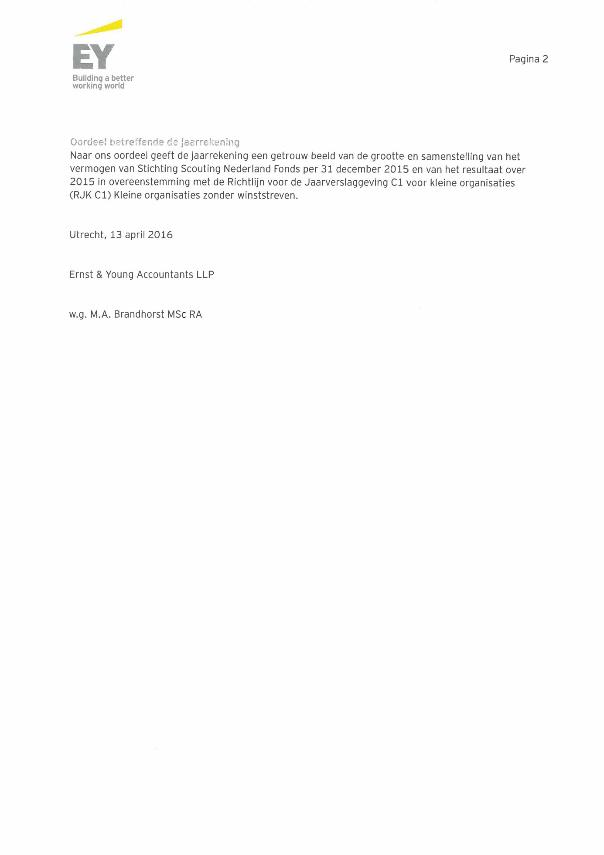 EY
Building a better
working world
Pagina 2
Oordeel betreffende de jaarrekening
Naar ons oordeel geeft de jaarrekening een getrouw beeld van de grootte en samenstelling van het
vermogen van Stichting Scouting Nederland Fonds per 31 december 2015 en van het resultaat over
2015 in overeenstemming met de Richtlijn voor de Jaarverslaggeving C1 voor kleine organisaties
(RJK C1) Kleine organisaties zonder winststreven.
Utrecht, 13 april 2016
Ernst & Young Accountants LLP
w.g. M.A. Brandhorst MSc RA